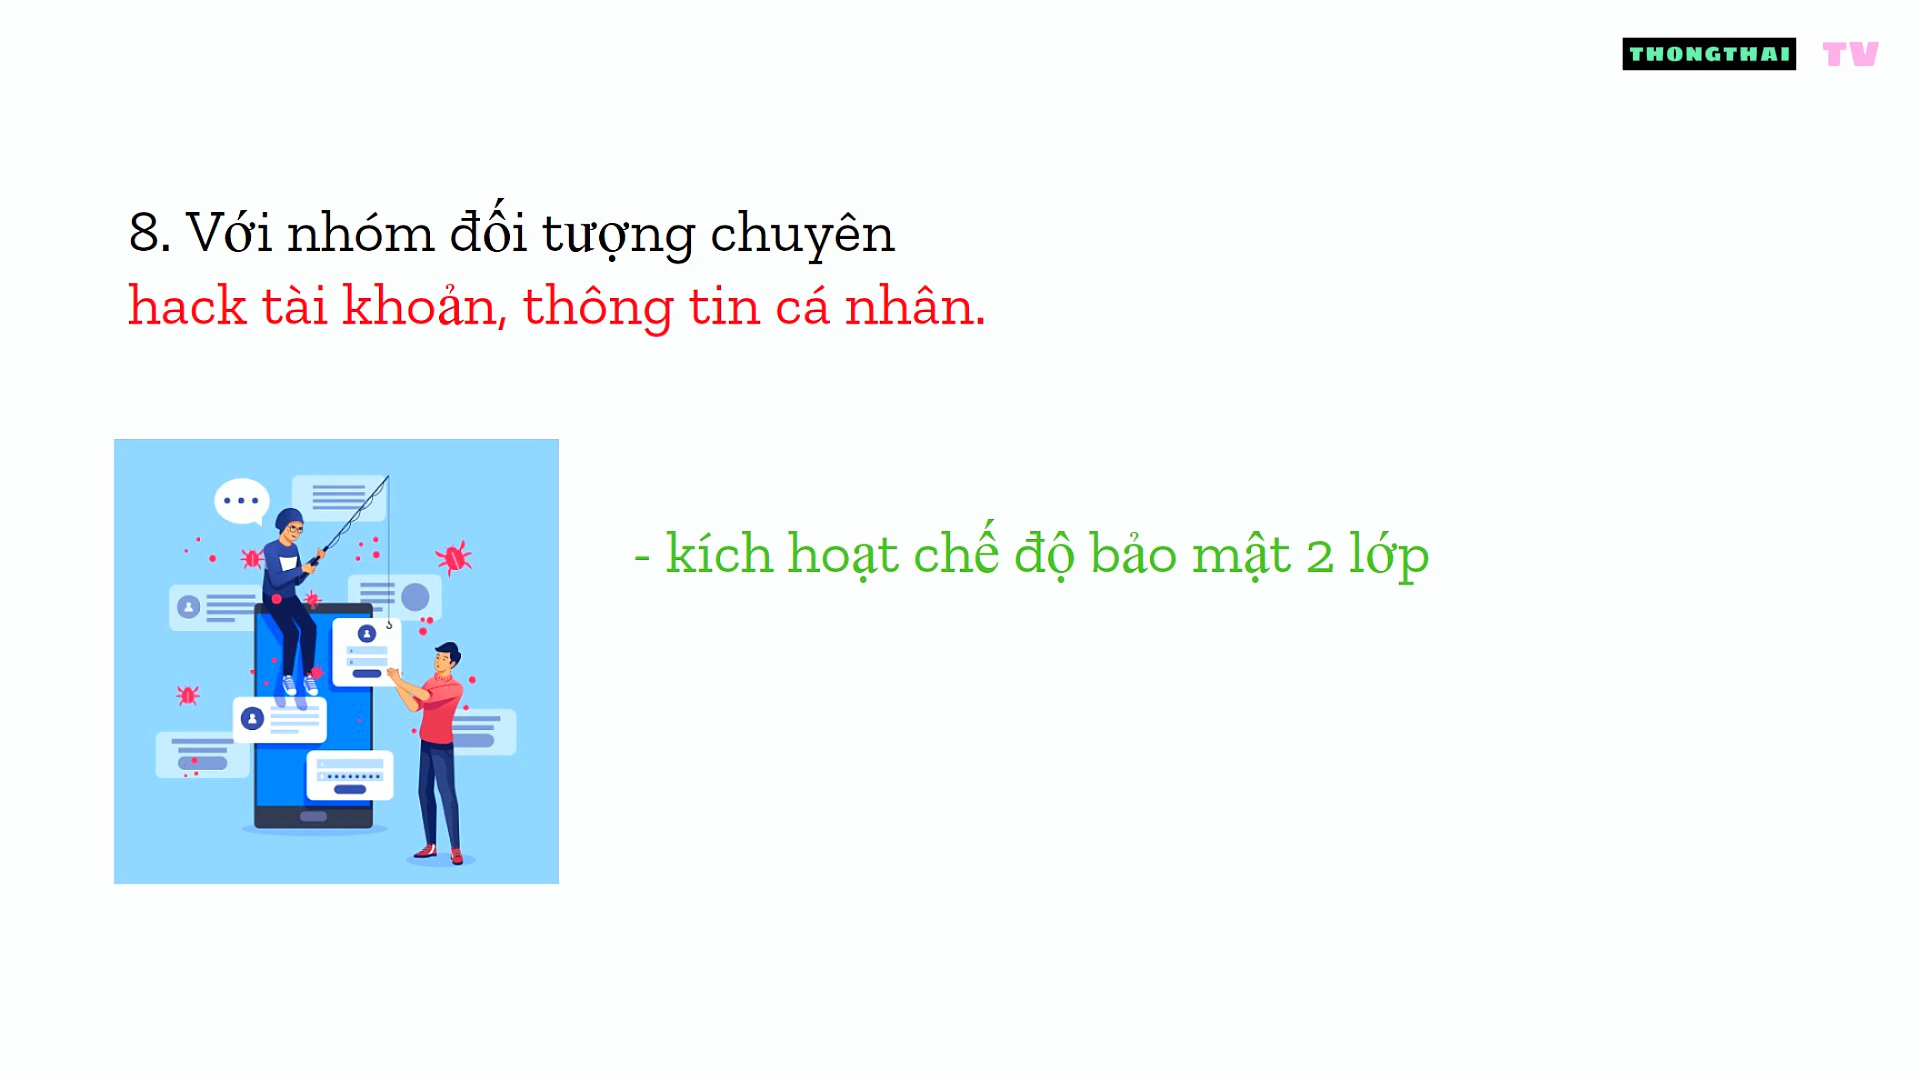 THONGTHAI TV
8. Với nhóm đối tượng chuyên
hack tài khoản, thông tin cá nhân.
- kích hoạt chế độ bảo mật 2 lớp